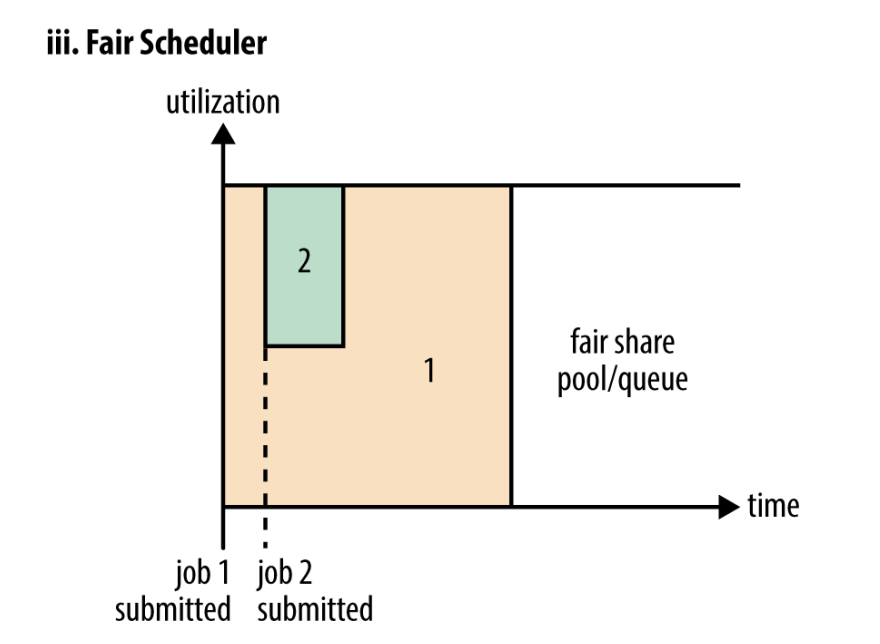 iii. Fair Scheduler
utilization
2
1
fair share
pool/queue
time
job 1
submitted
job 2
submitted